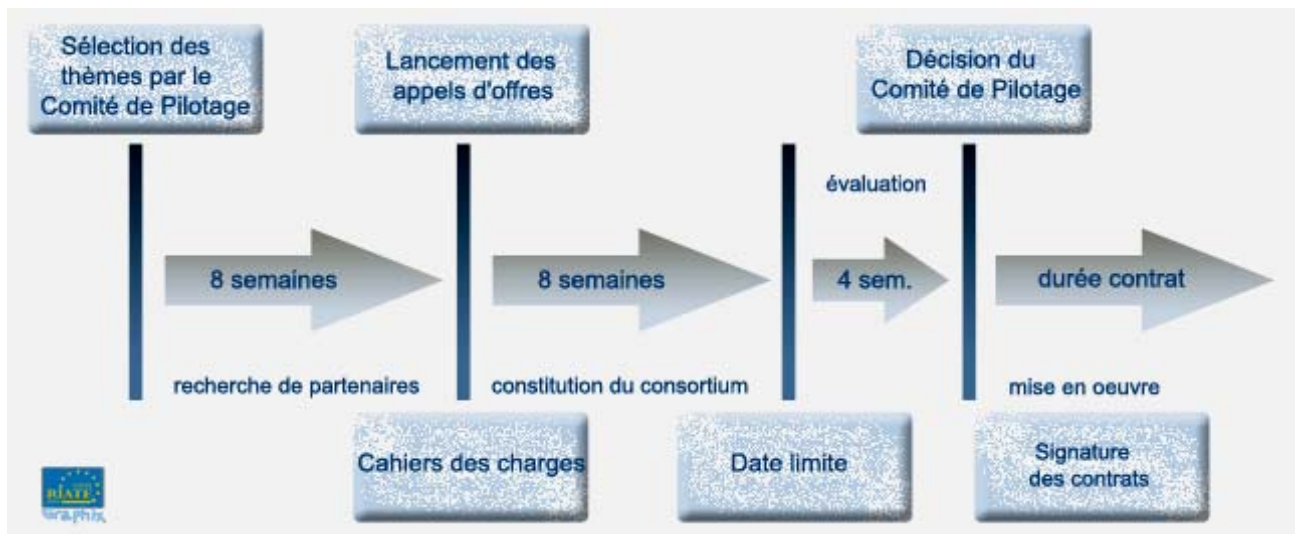 Sélection des
thèmes par le
Comité de Pilotage
Lancement des
appels d'offres
Décision du
Comité de Pilotage
évaluation
8 semaines
8 semaines
4 sem.
durée contrat
recherche de partenaires
constitution du consortium
mise en oeuvre
Cahiers des charges
Date limite
Signature
des contrats
RIATE
Graphix